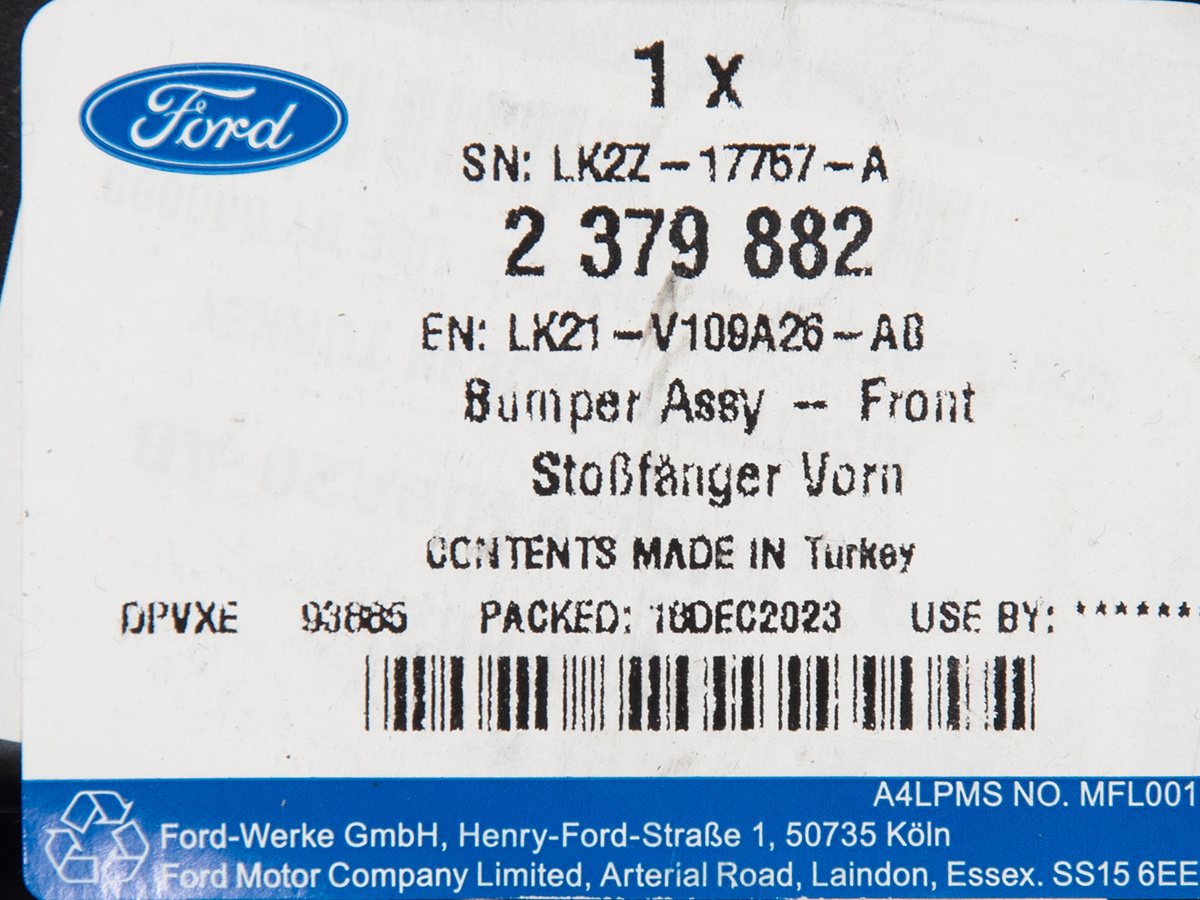 Ford
1 x
SN: LK2Z-17757-A
2 379 882
EN: LK21-V109A26-AB
Bumper Assy - Front
Stoßfänger Vorn
CONTENTS MADE IN Turkey
DPVXE PACKED: USE BY: *******
A4LPMS NO. MFL001
Ford-Werke GmbH, Henry-Ford-Straße 1, 50735 Köln
Ford Motor Company Limited, Arterial Road, Laindon, Essex. SS15 6EE